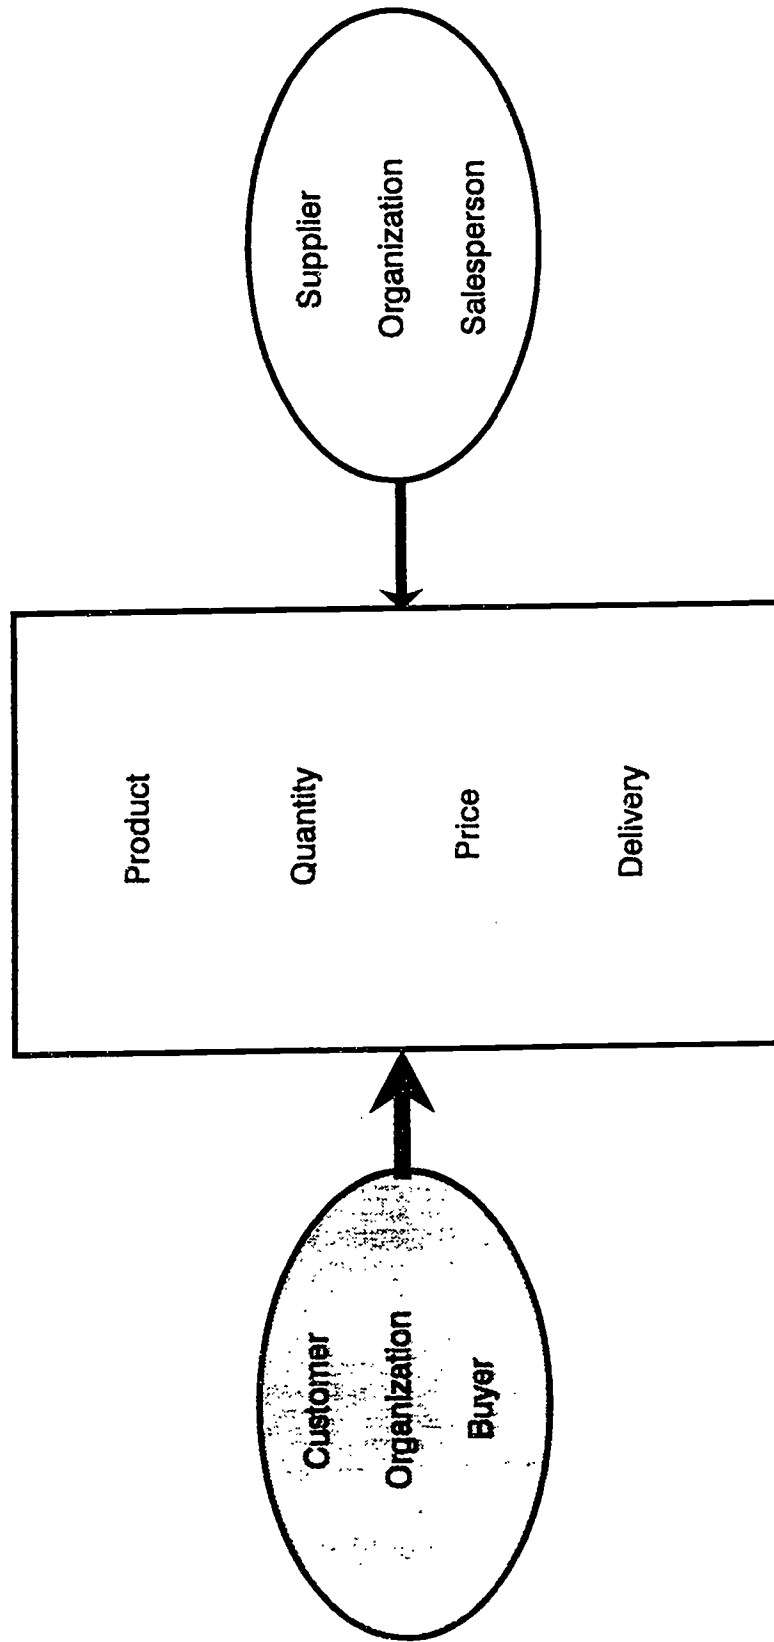 Customer
Organization
Buyer
Product
Quantity
Price
Delivery
Supplier
Organization
Salesperson